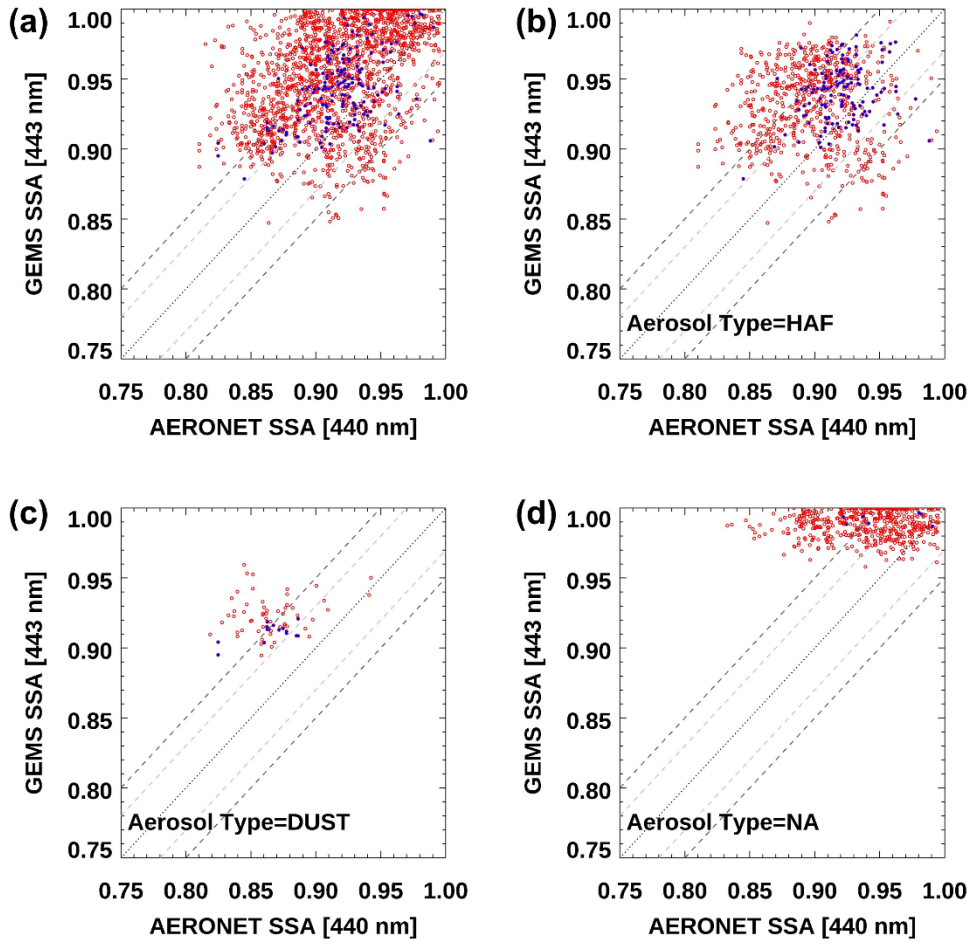 (a)
1.00
0.95
0.90
0.85
0.80
0.75
GEMS SSA [443 nm]
0.75 0.80 0.85 0.90 0.95 1.00
AERONET SSA [440 nm]
(b)
1.00
0.95
0.90
0.85
0.80
0.75
GEMS SSA [443 nm]
Aerosol Type=HAF
0.75 0.80 0.85 0.90 0.95 1.00
AERONET SSA [440 nm]
(c)
1.00
0.95
0.90
0.85
0.80
0.75
GEMS SSA [443 nm]
Aerosol Type=DUST
0.75 0.80 0.85 0.90 0.95 1.00
AERONET SSA [440 nm]
(d)
1.00
0.95
0.90
0.85
0.80
0.75
GEMS SSA [443 nm]
Aerosol Type=NA
0.75 0.80 0.85 0.90 0.95 1.00
AERONET SSA [440 nm]